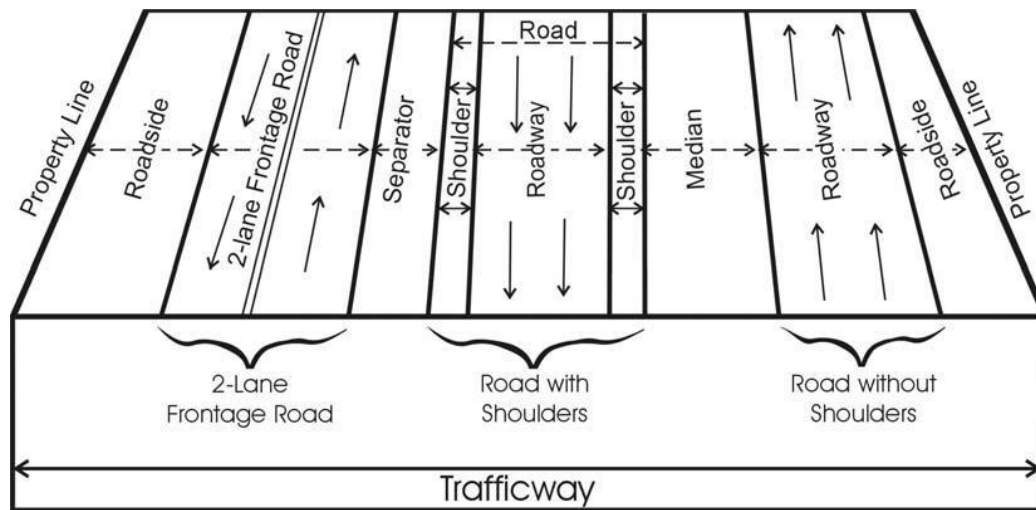 Road
Property Line
Roadside
2-lane Frontage Road
Separator
Shoulder
Roadway
Shoulder
Median
Roadway
Roadside
Property Line
2-Lane
Frontage Road
Road with
Shoulders
Road without
Shoulders
Trafficway